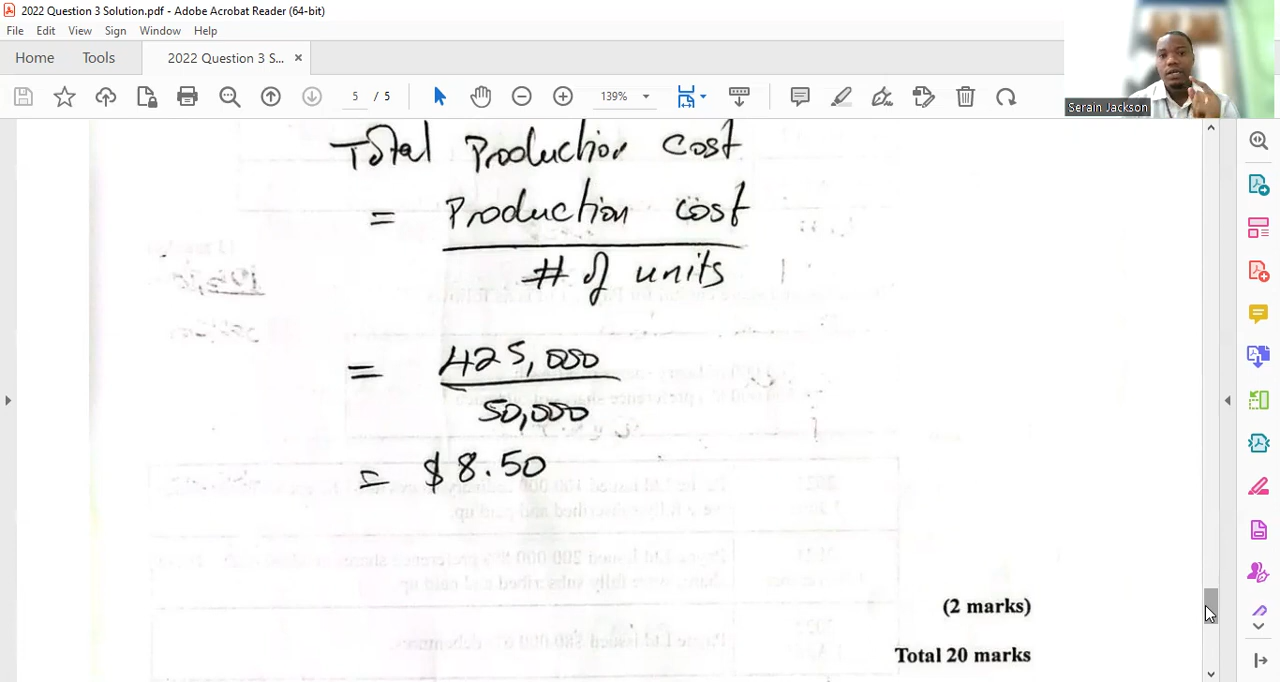 2022 Question 3 Solution.pdf - Adobe Acrobat Reader (64-bit)
File Edit View Sign Window Help
Home Tools 2022 Question 3 S... ×
5 / 5 139%
Serain Jackson
Total Production cost
= Production cost
# of units
= 425,000
50,000
= $8.50
(2 marks)
Total 20 marks